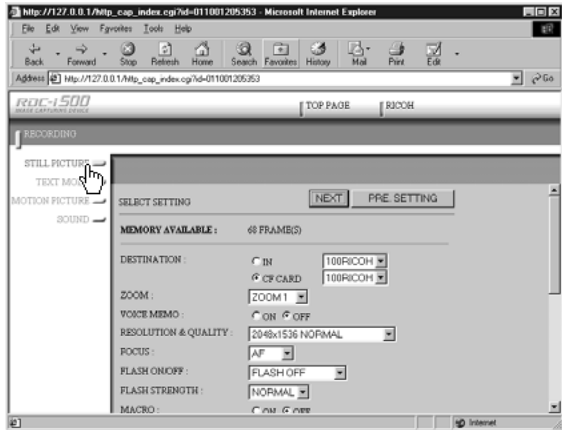 http://127.0.0.1/http_cap_index.cgi?id=011001205353 - Microsoft Internet Explorer
File Edit View Favorites Tools Help
Back Forward Stop Refresh Home Search Favorites History Mail Print Edit
Address http://127.0.0.1/http_cap_index.cgi?id=011001205353 Go
RDC-i500 TOP PAGE RICOH
IMAGE CAPTURING DEVICE
RECORDING
STILL PICTURE
TEXT MO
MOTION PICTURE SELECT SETTING NEXT PRE. SETTING
SOUND
MEMORY AVAILABLE : 68 FRAME(S)
DESTINATION : IN 100RICOH
CF CARD 100RICOH
ZOOM : ZOOM 1
VOICE MEMO : ON OFF
RESOLUTION & QUALITY : 2048x1536 NORMAL
FOCUS : AF
FLASH ON/OFF : FLASH OFF
FLASH STRENGTH : NORMAL
MACRO : ON OFF
Internet